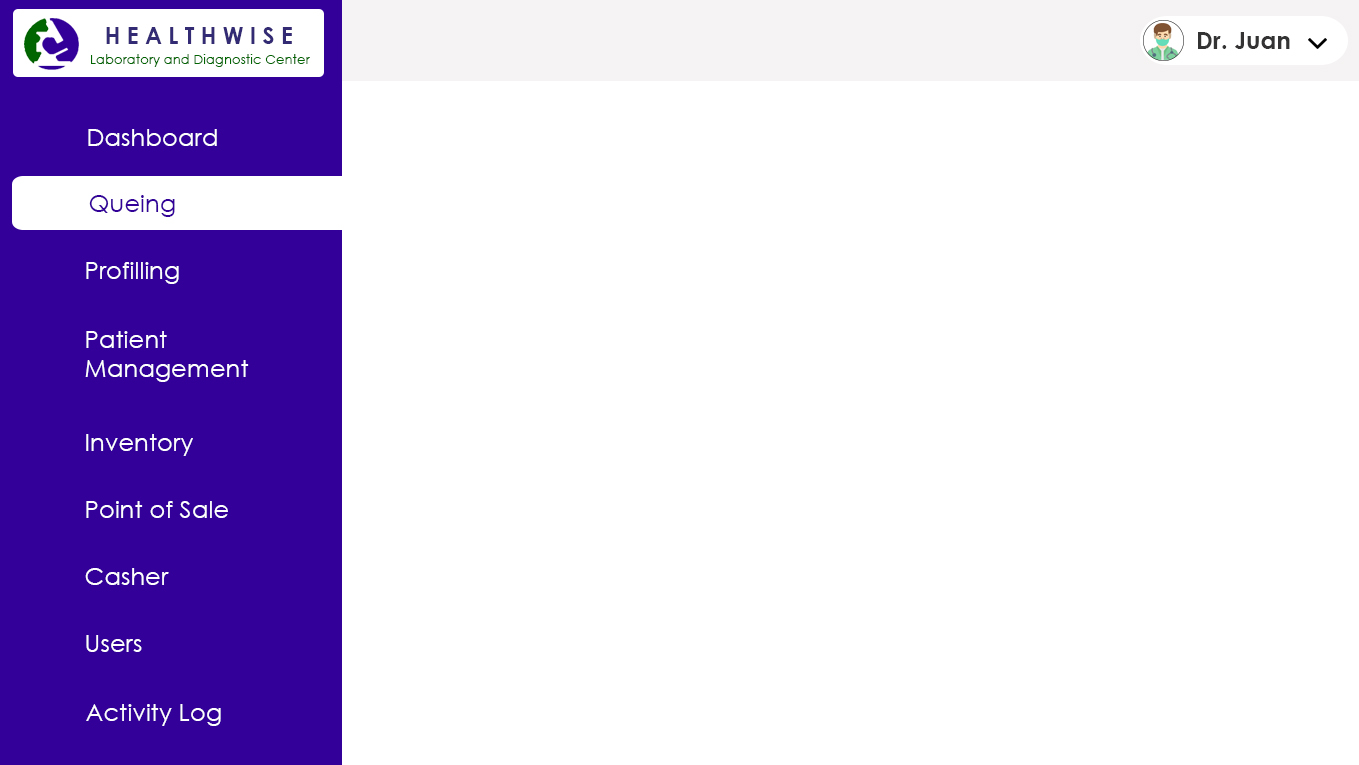 HEALTHWISE
Laboratory and Diagnostic Center
Dr. Juan
Dashboard
Queing
Profilling
Patient
Management
Inventory
Point of Sale
Casher
Users
Activity Log